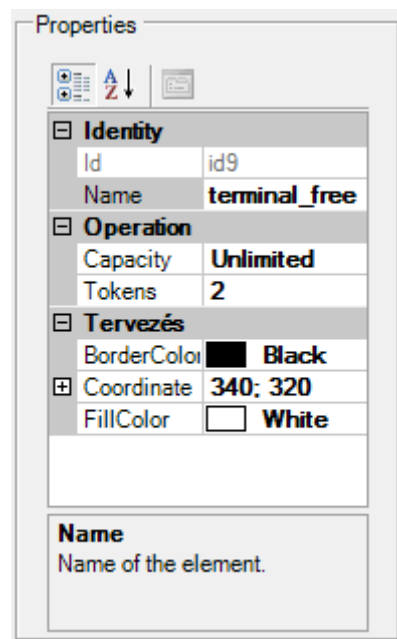 Properties
Identity
Id id9
Name terminal_free
Operation
Capacity Unlimited
Tokens 2
Tervezés
BorderColor Black
Coordinate 340; 320
FillColor White
Name
Name of the element.